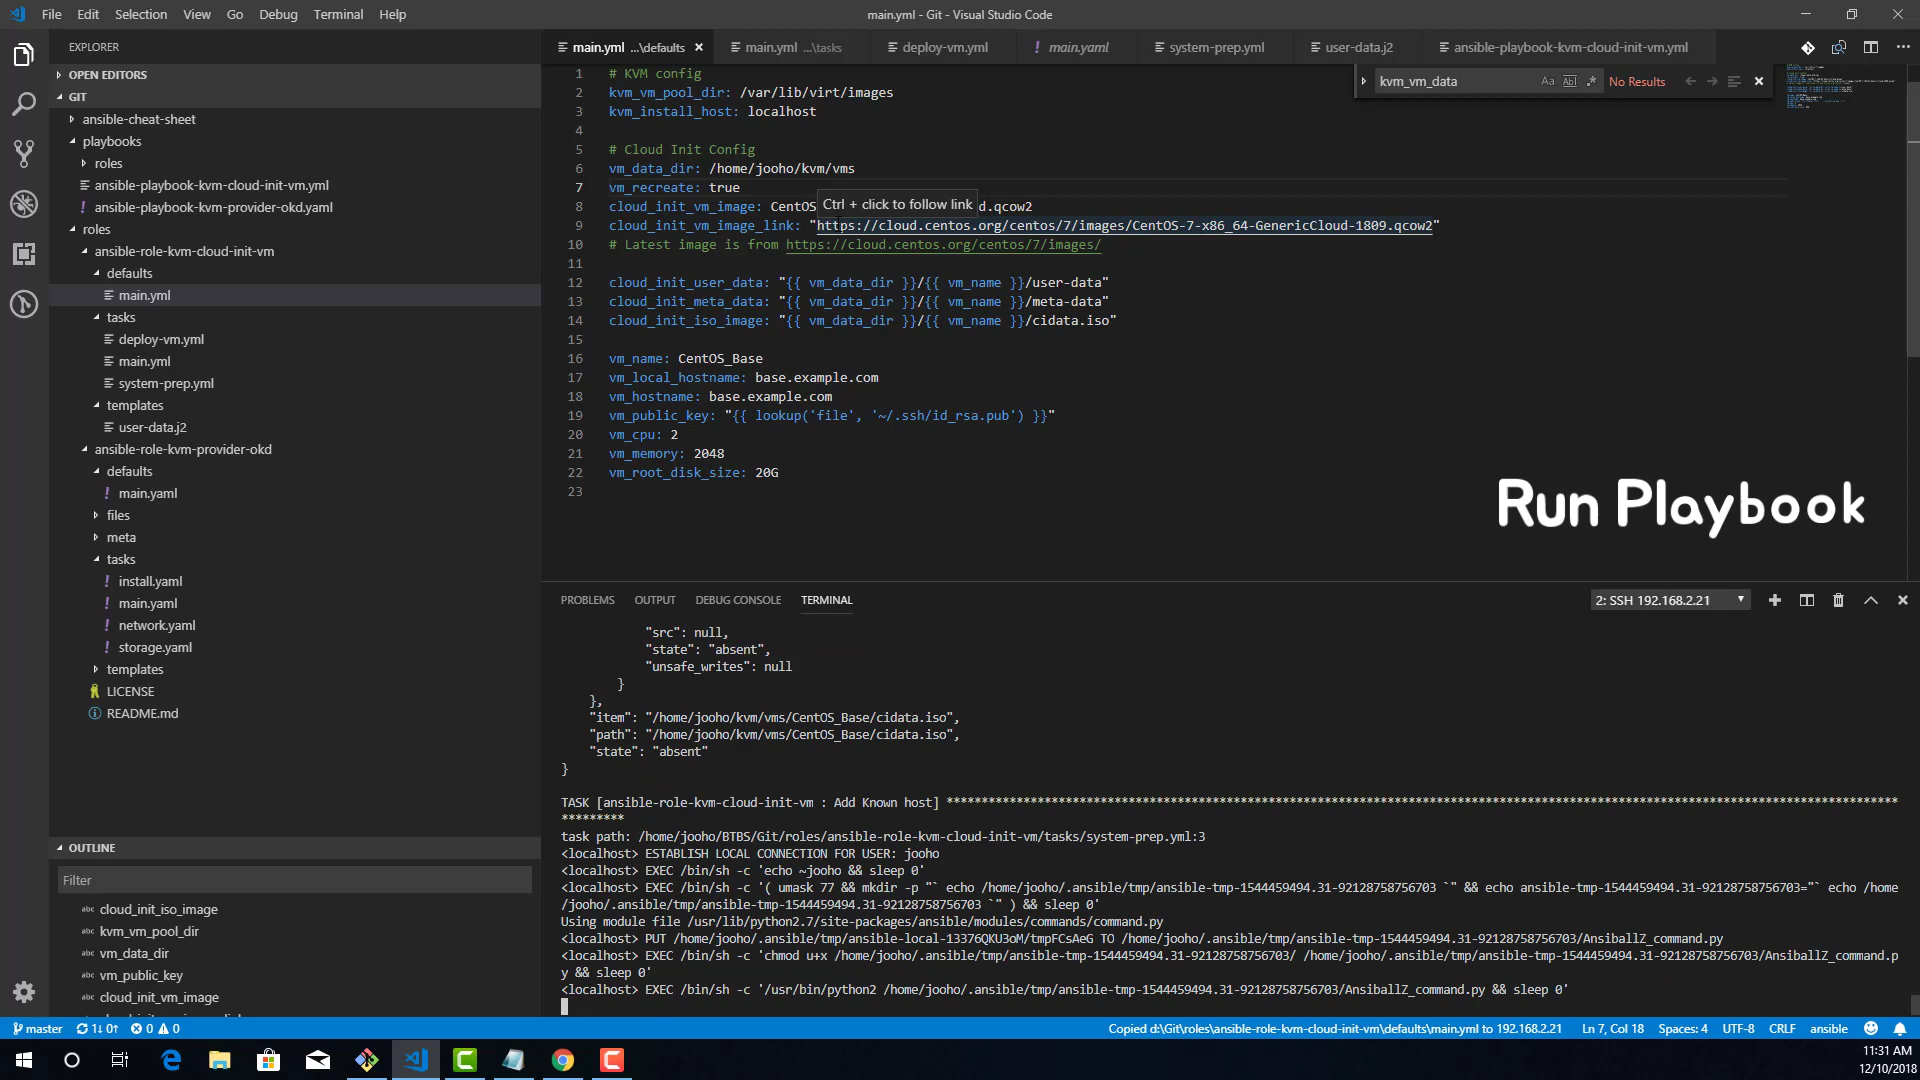 File Edit Selection View Go Debug Terminal Help
main.yml - Git - Visual Studio Code
EXPLORER
OPEN EDITORS
GIT
ansible-cheat-sheet
playbooks
roles
ansible-playbook-kvm-cloud-init-vm.yml
ansible-playbook-kvm-provider-okd.yaml
roles
ansible-role-kvm-cloud-init-vm
defaults
main.yml
tasks
deploy-vm.yml
main.yml
system-prep.yml
templates
user-data.j2
ansible-role-kvm-provider-okd
defaults
main.yaml
files
meta
tasks
install.yaml
main.yaml
network.yaml
storage.yaml
templates
LICENSE
README.md
OUTLINE
Filter
abc cloud_init_iso_image
abc kvm_vm_pool_dir
abc vm_data_dir
abc vm_public_key
abc cloud_init_vm_image
main.yml ...\defaults
main.yml ...\tasks
deploy-vm.yml
main.yaml
system-prep.yml
user-data.j2
ansible-playbook-kvm-cloud-init-vm.yml
kvm_vm_data Aa Abl .* No Results
1 # KVM config
2 kvm_vm_pool_dir: /var/lib/virt/images
3 kvm_install_host: localhost
4
5 # Cloud Init Config
6 vm_data_dir: /home/jooho/kvm/vms
7 vm_recreate: true
Ctrl + click to follow link
8 cloud_init_vm_image: CentOS d.qcow2
9 cloud_init_vm_image_link: "https://cloud.centos.org/centos/7/images/CentOS-7-x86_64-GenericCloud-1809.qcow2"
10 # Latest image is from https://cloud.centos.org/centos/7/images/
11
12 cloud_init_user_data: "{{ vm_data_dir }}/{{ vm_name }}/user-data"
13 cloud_init_meta_data: "{{ vm_data_dir }}/{{ vm_name }}/meta-data"
14 cloud_init_iso_image: "{{ vm_data_dir }}/{{ vm_name }}/cidata.iso"
15
16 vm_name: CentOS_Base
17 vm_local_hostname: base.example.com
18 vm_hostname: base.example.com
19 vm_public_key: "{{ lookup('file', '~/.ssh/id_rsa.pub') }}"
20 vm_cpu: 2
21 vm_memory: 2048
22 vm_root_disk_size: 20G
23
Run Playbook
PROBLEMS OUTPUT DEBUG CONSOLE TERMINAL
2: SSH 192.168.2.21
"src": null,
"state": "absent",
"unsafe_writes": null
}
},
"item": "/home/jooho/kvm/vms/CentOS_Base/cidata.iso",
"path": "/home/jooho/kvm/vms/CentOS_Base/cidata.iso",
"state": "absent"
}
TASK [ansible-role-kvm-cloud-init-vm : Add Known host] ****************************************************************************************************************************************
*********
task path: /home/jooho/BTBS/Git/roles/ansible-role-kvm-cloud-init-vm/tasks/system-prep.yml:3
<localhost> ESTABLISH LOCAL CONNECTION FOR USER: jooho
<localhost> EXEC /bin/sh -c 'echo ~jooho && sleep 0'
<localhost> EXEC /bin/sh -c '( umask 77 && mkdir -p "` echo /home/jooho/.ansible/tmp/ansible-tmp-1544459494.31-92128758756703 `" && echo ansible-tmp-1544459494.31-92128758756703="` echo /home
/jooho/.ansible/tmp/ansible-tmp-1544459494.31-92128758756703 `" ) && sleep 0'
Using module file /usr/lib/python2.7/site-packages/ansible/modules/commands/command.py
<localhost> PUT /home/jooho/.ansible/tmp/ansible-local-13376QKU3oM/tmpFCsAeG TO /home/jooho/.ansible/tmp/ansible-tmp-1544459494.31-92128758756703/AnsiballZ_command.py
<localhost> EXEC /bin/sh -c 'chmod u+x /home/jooho/.ansible/tmp/ansible-tmp-1544459494.31-92128758756703/ /home/jooho/.ansible/tmp/ansible-tmp-1544459494.31-92128758756703/AnsiballZ_command.p
y && sleep 0'
<localhost> EXEC /bin/sh -c '/usr/bin/python2 /home/jooho/.ansible/tmp/ansible-tmp-1544459494.31-92128758756703/AnsiballZ_command.py && sleep 0'
master 1↓ 0↑ 0 0
Copied d:\Git\roles\ansible-role-kvm-cloud-init-vm\defaults\main.yml to 192.168.2.21 Ln 7, Col 18 Spaces: 4 UTF-8 CRLF ansible
11:31 AM
12/10/2018